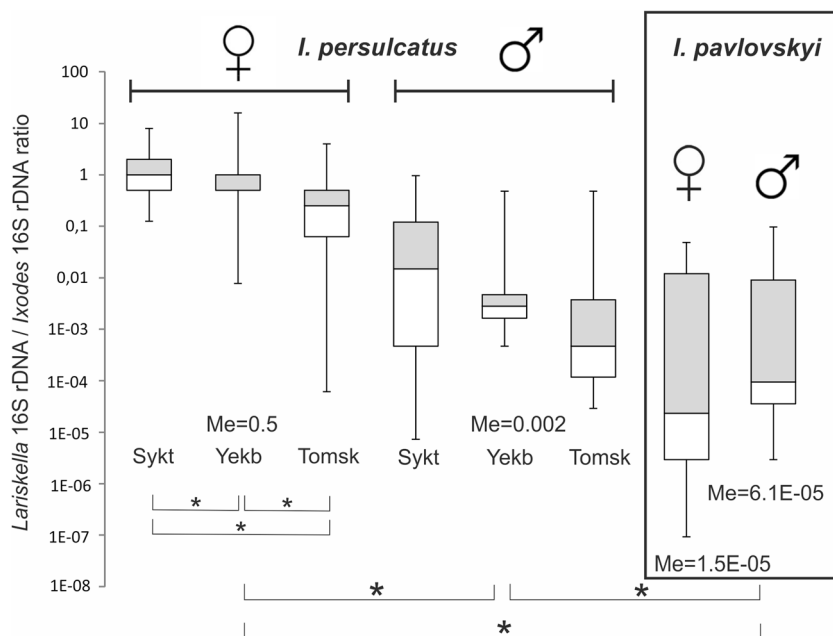 I. persulcatus
I. pavlovskyi
♀
♂
♀
♂
Lariskella 16S rDNA / Ixodes 16S rDNA ratio
100
10
1
0,1
0,01
1E-03
1E-04
1E-05
1E-06
1E-07
1E-08
Me=0.5
Me=0.002
Sykt Yekb Tomsk Sykt Yekb Tomsk
Me=6.1E-05
Me=1.5E-05
* *
*
* *
*